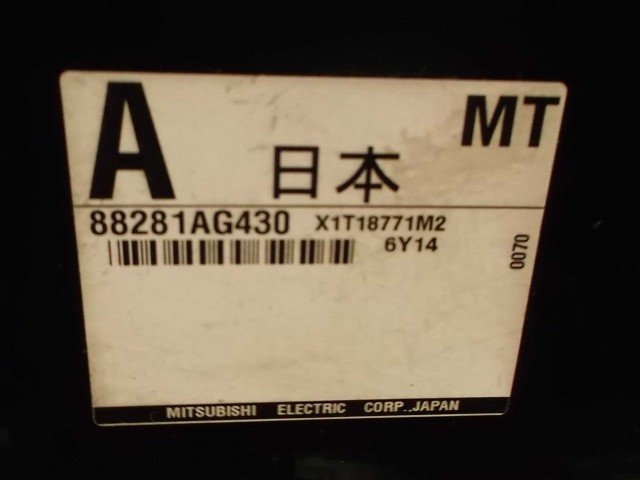 A
MT
日本
88281AG430 X1T18771M2
6Y14
0070
MITSUBISHI ELECTRIC CORP.,JAPAN